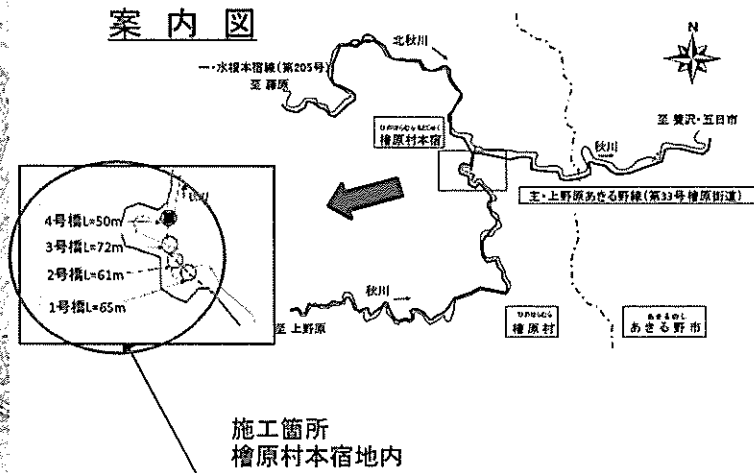 案内図
N
北秋川
一・水根本宿線(第205号)
至 藤原
至 養沢・五日市
ひのはらむらもとしゅく
檜原村本宿
秋川
主・上野原あきる野線(第33号檜原街道)
4号橋L=50m
3号橋L=72m
2号橋L=61m
1号橋L=65m
秋川
至 上野原
ひのはらむら
檜原村
あきるのし
あきる野市
施工箇所
檜原村本宿地内